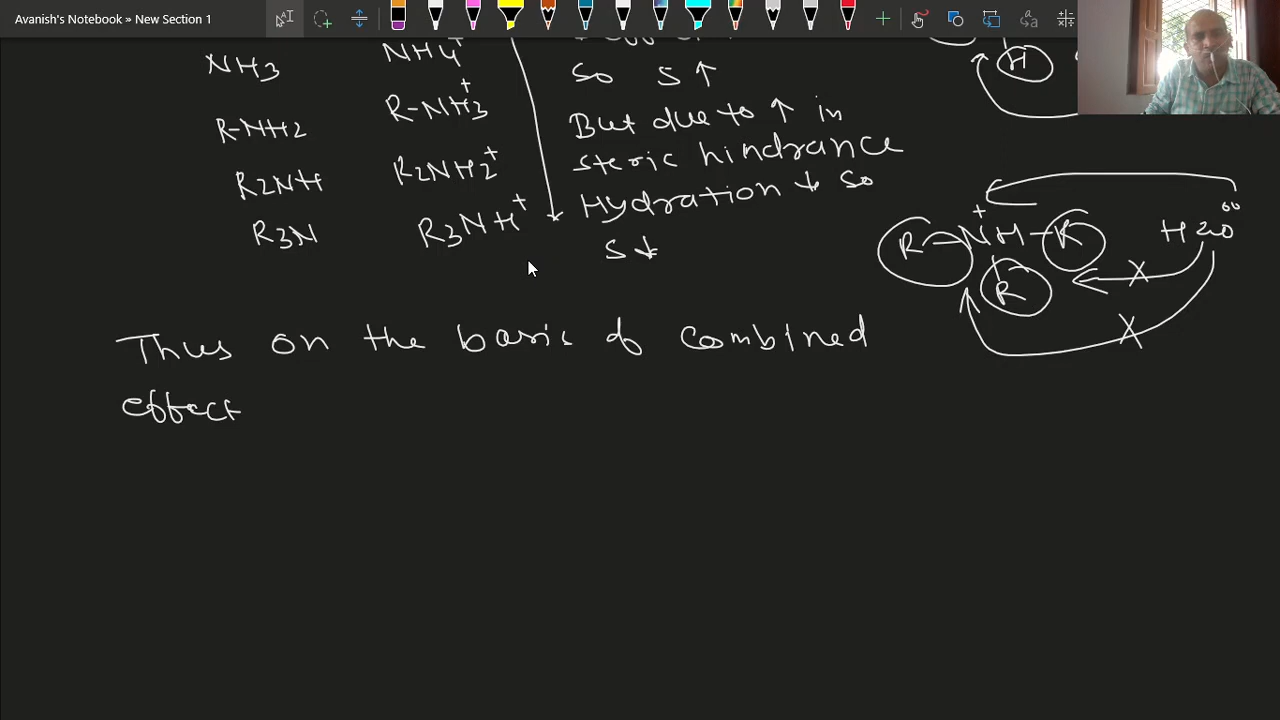 Avanish's Notebook » New Section 1
NH3 NH4+
R-NH2 R-NH3+
R2NH R2NH2+
R3N R3NH+
So S ↑
But due to ↑ in
steric hindrance
Hydration ↓ so
S ↓
H
R-NH+-R H2O
R
X
X
Thus on the basis of combined
effect